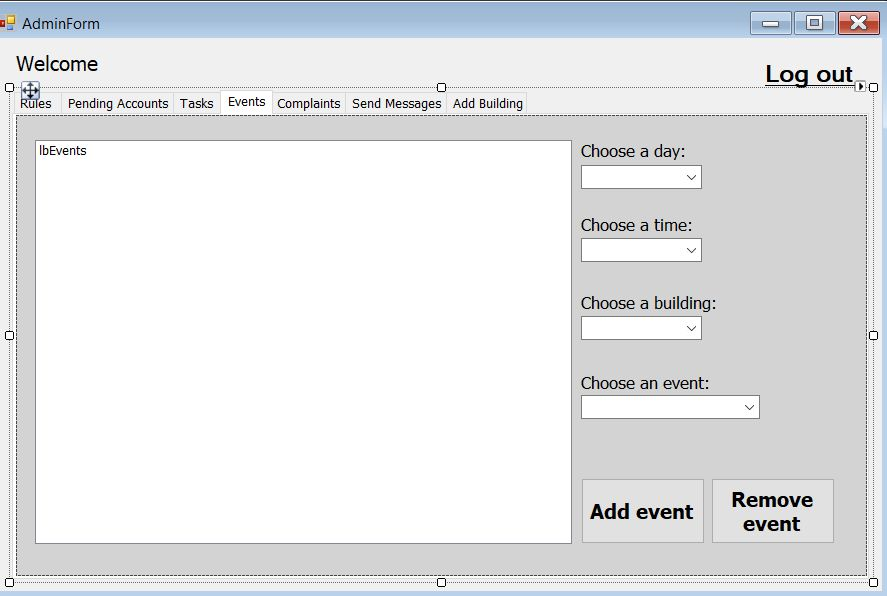 AdminForm
Welcome
Log out
Rules
Pending Accounts
Tasks
Events
Complaints
Send Messages
Add Building
lbEvents
Choose a day:
Choose a time:
Choose a building:
Choose an event:
Add event
Remove
event